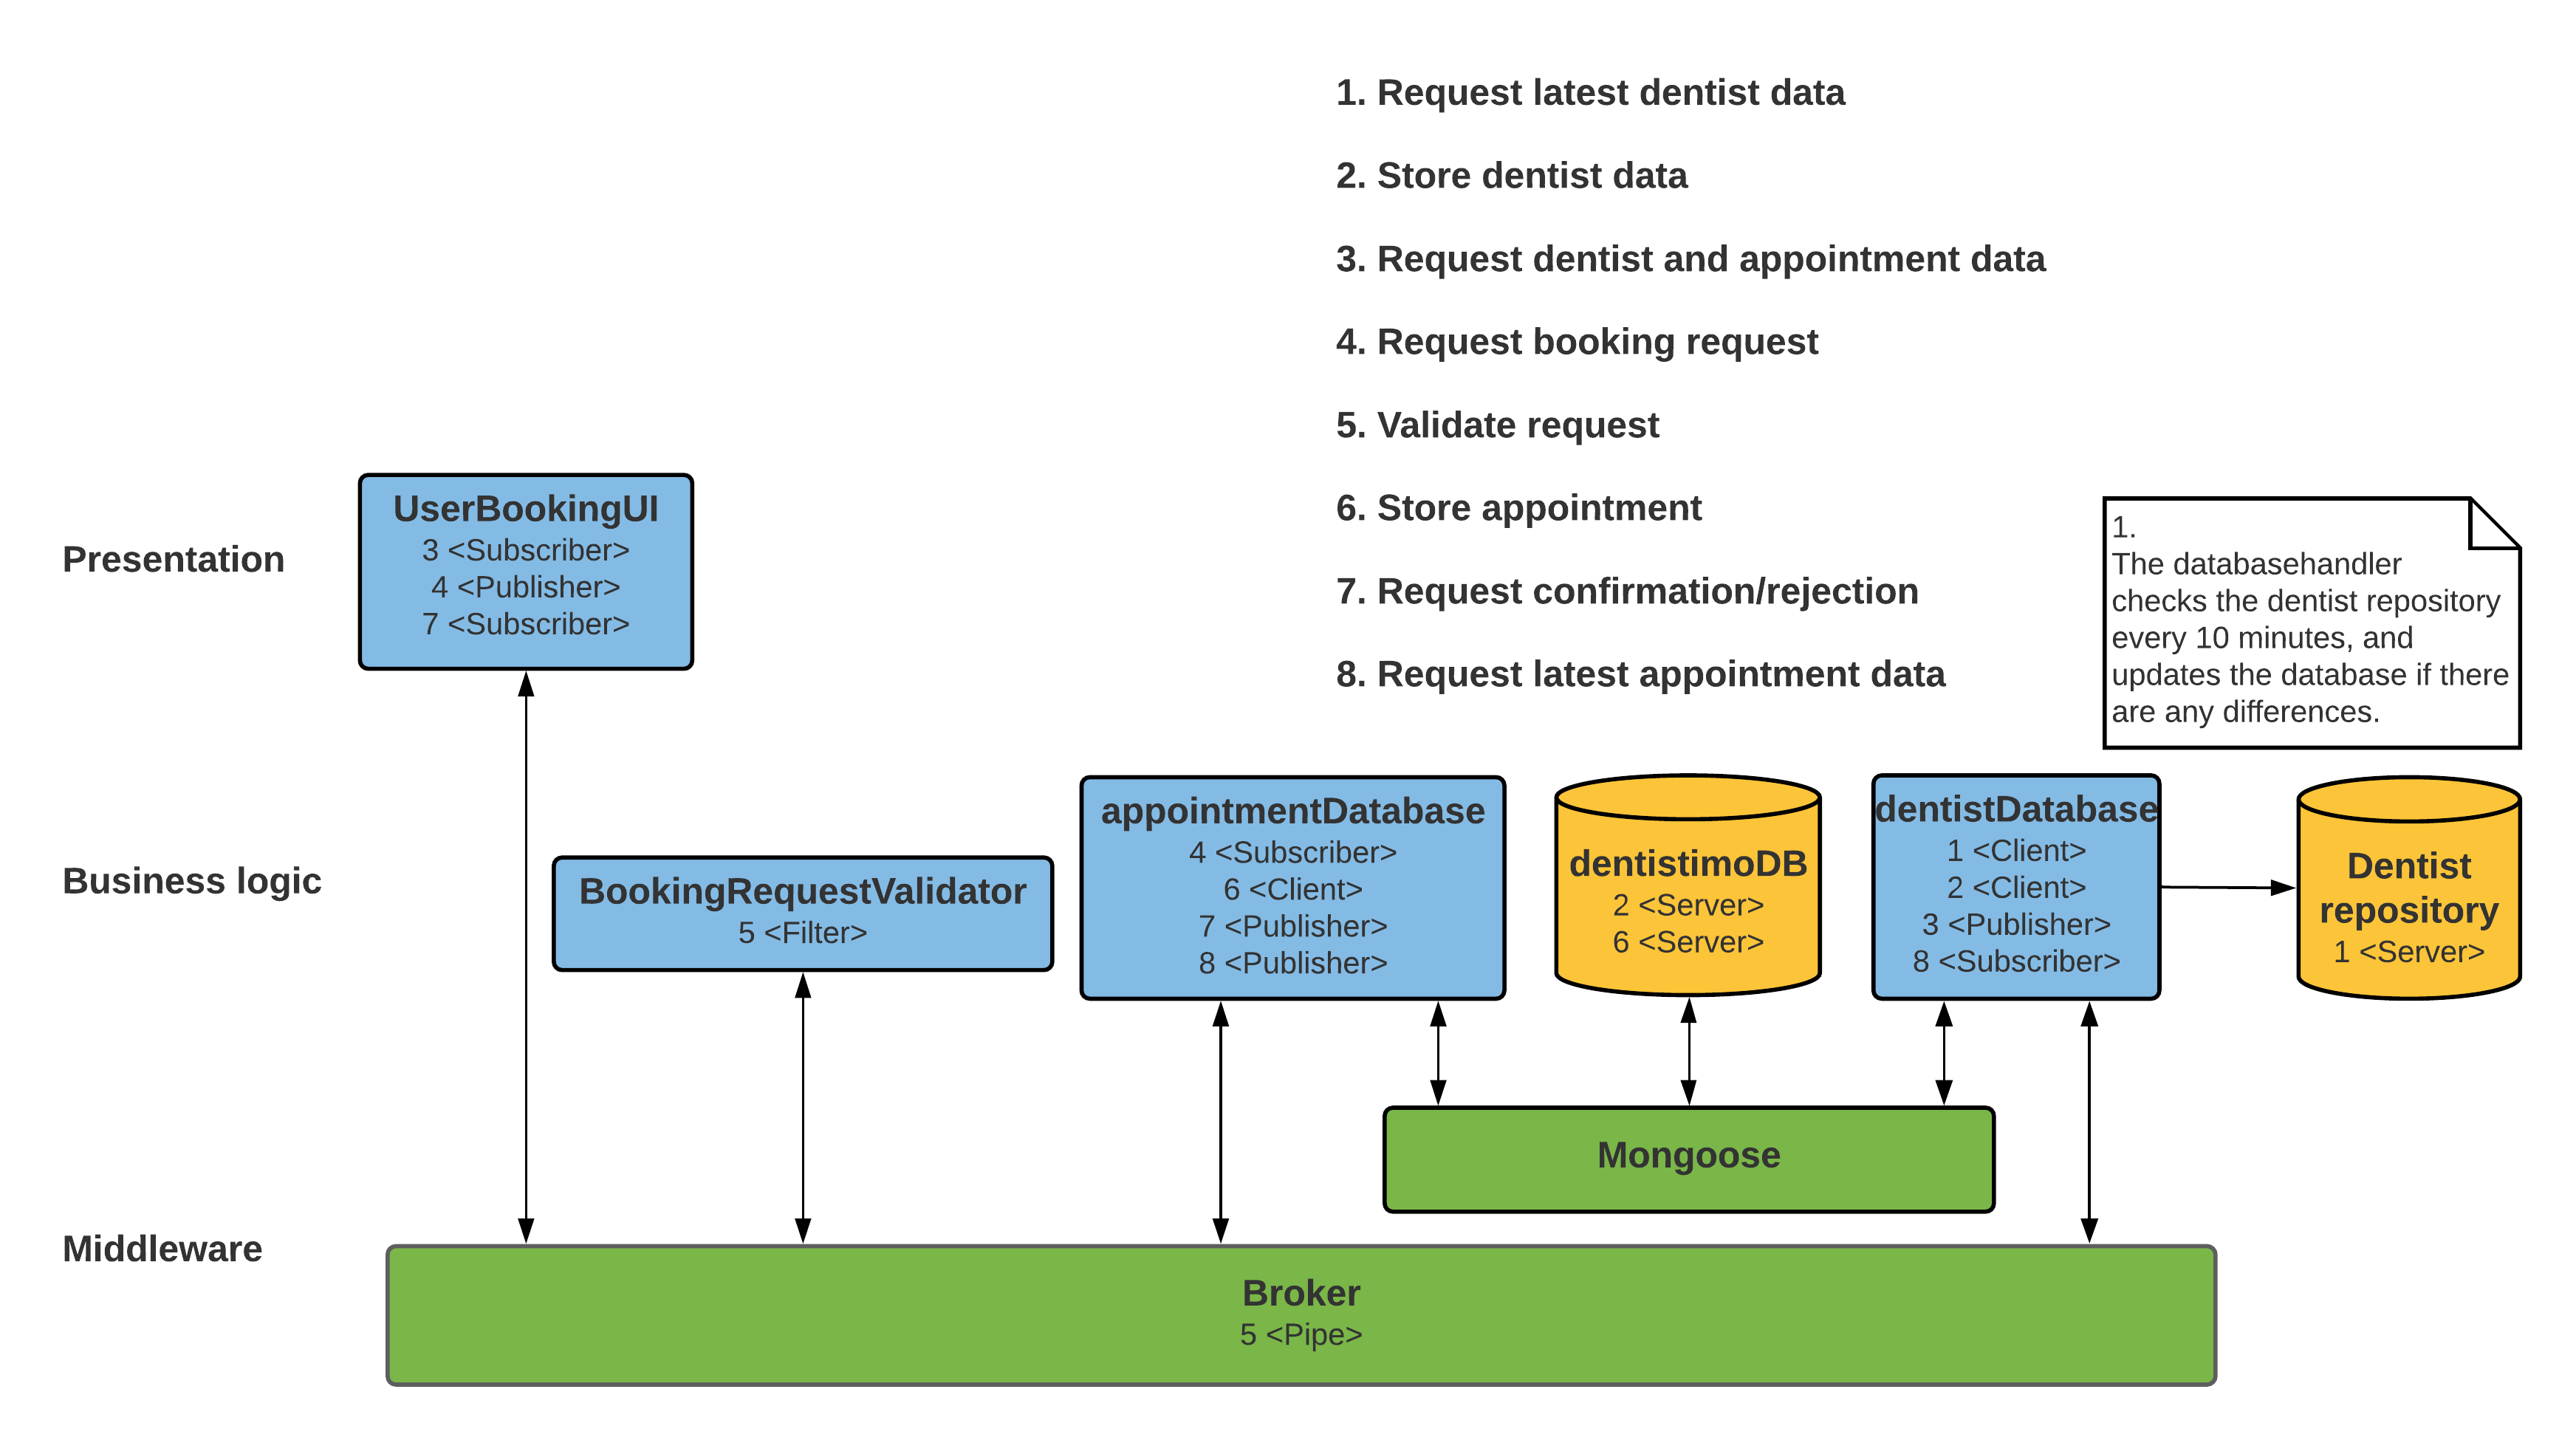 1. Request latest dentist data
2. Store dentist data
3. Request dentist and appointment data
4. Request booking request
5. Validate request
6. Store appointment
7. Request confirmation/rejection
8. Request latest appointment data
Presentation
UserBookingUI
3 <Subscriber>
4 <Publisher>
7 <Subscriber>
1.
The databasehandler
checks the dentist repository
every 10 minutes, and
updates the database if there
are any differences.
Business logic
BookingRequestValidator
5 <Filter>
appointmentDatabase
4 <Subscriber>
6 <Client>
7 <Publisher>
8 <Publisher>
dentistimoDB
2 <Server>
6 <Server>
dentistDatabase
1 <Client>
2 <Client>
3 <Publisher>
8 <Subscriber>
Dentist
repository
1 <Server>
Mongoose
Middleware
Broker
5 <Pipe>